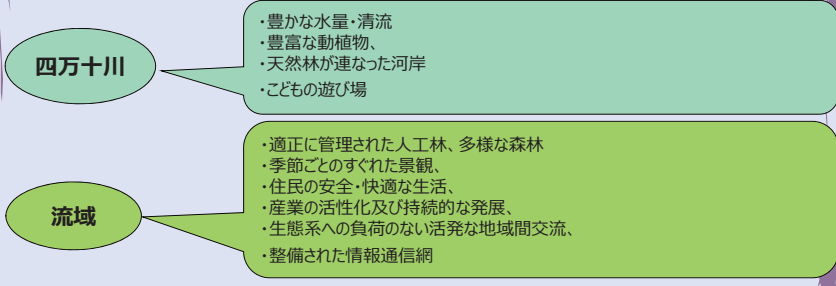 四万十川
・豊かな水量・清流
・豊富な動植物、
・天然林が連なった河岸
・こどもの遊び場
流域
・適正に管理された人工林、多様な森林
・季節ごとのすぐれた景観、
・住民の安全・快適な生活、
・産業の活性化及び持続的な発展、
・生態系への負荷のない活発な地域間交流、
・整備された情報通信網